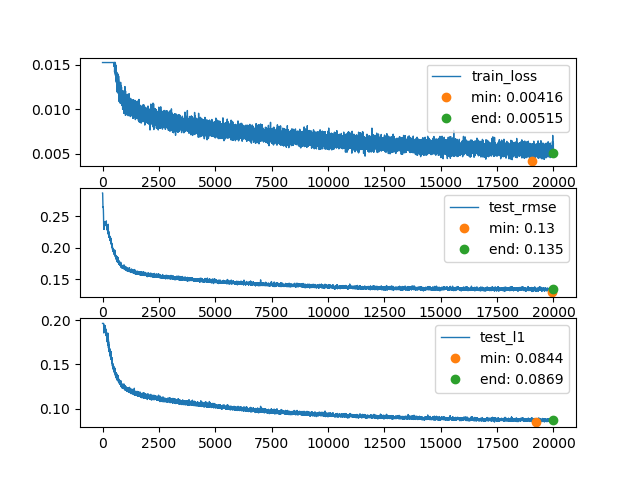 0.015
0.010
0.005
train_loss
min: 0.00416
end: 0.00515
0 2500 5000 7500 10000 12500 15000 17500 20000
0.25
0.20
0.15
test_rmse
min: 0.13
end: 0.135
0 2500 5000 7500 10000 12500 15000 17500 20000
0.20
0.15
0.10
test_l1
min: 0.0844
end: 0.0869
0 2500 5000 7500 10000 12500 15000 17500 20000